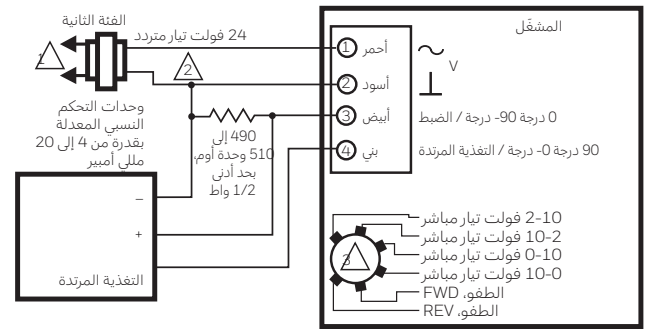 الفئة الثانية
24 فولت تيار متردد
1
2
وحدات التحكم
النسبي المعدلة
بقدرة من 4 إلى 20
مللي أمبير
490 إلى
510 وحدة أوم،
بحد أدنى
1/2 واط
–
+
التغذية المرتدة
المشغّل
1 أحمر
2 أسود
3 أبيض
4 بني
V
0 درجة 90- درجة / الضبط
90 درجة 0- درجة / التغذية المرتدة
3
2-10 فولت تيار مباشر
10-2 فولت تيار مباشر
0-10 فولت تيار مباشر
10-0 فولت تيار مباشر
الطفو، FWD
الطفو، REV